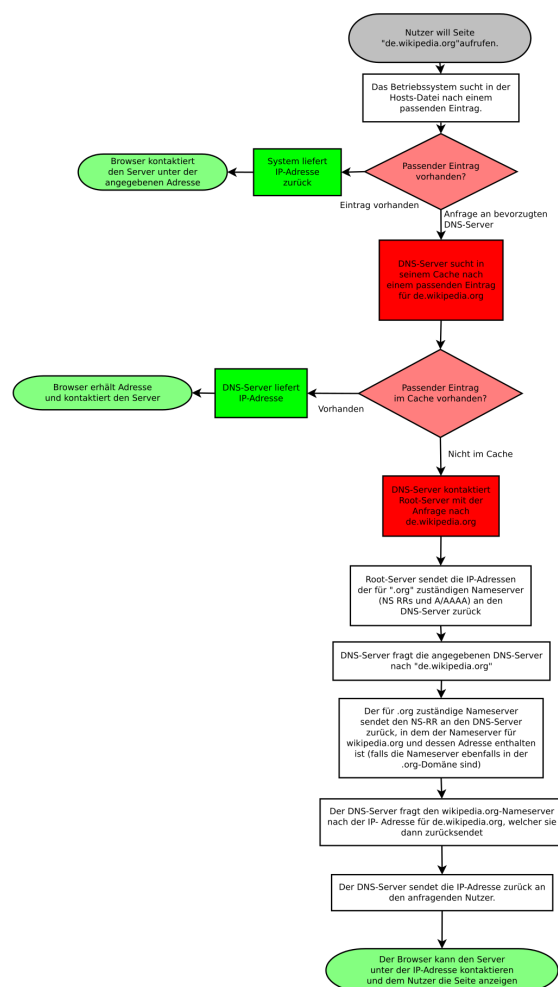 Nutzer will Seite
"de.wikipedia.org"aufrufen.
Das Betriebssystem sucht in der
Hosts-Datei nach einem
passenden Eintrag.
Passender Eintrag
vorhanden?
System liefert
IP-Adresse
zurück
Browser kontaktiert
den Server unter der
angegebenen Adresse
Eintrag vorhanden
Anfrage an bevorzugten
DNS-Server
DNS-Server sucht in
seinem Cache nach
einem passenden Eintrag
für de.wikipedia.org
Passender Eintrag
im Cache vorhanden?
DNS-Server liefert
IP-Adresse
Browser erhält Adresse
und kontaktiert den Server
Vorhanden
Nicht im Cache
DNS-Server kontaktiert
Root-Server mit der
Anfrage nach
de.wikipedia.org
Root-Server sendet die IP-Adressen
der für ".org" zuständigen Nameserver
(NS RRs und A/AAAA) an den
DNS-Server zurück
DNS-Server fragt die angegebenen DNS-Server
nach "de.wikipedia.org"
Der für .org zuständige Nameserver
sendet den NS-RR an den DNS-Server
zurück, in dem der Nameserver für
wikipedia.org und dessen Adresse enthalten
ist (falls die Nameserver ebenfalls in der
.org-Domäne sind)
Der DNS-Server fragt den wikipedia.org-Nameserver
nach der IP- Adresse für de.wikipedia.org, welcher sie
dann zurücksendet
Der DNS-Server sendet die IP-Adresse zurück an
den anfragenden Nutzer.
Der Browser kann den Server
unter der IP-Adresse kontaktieren
und dem Nutzer die Seite anzeigen